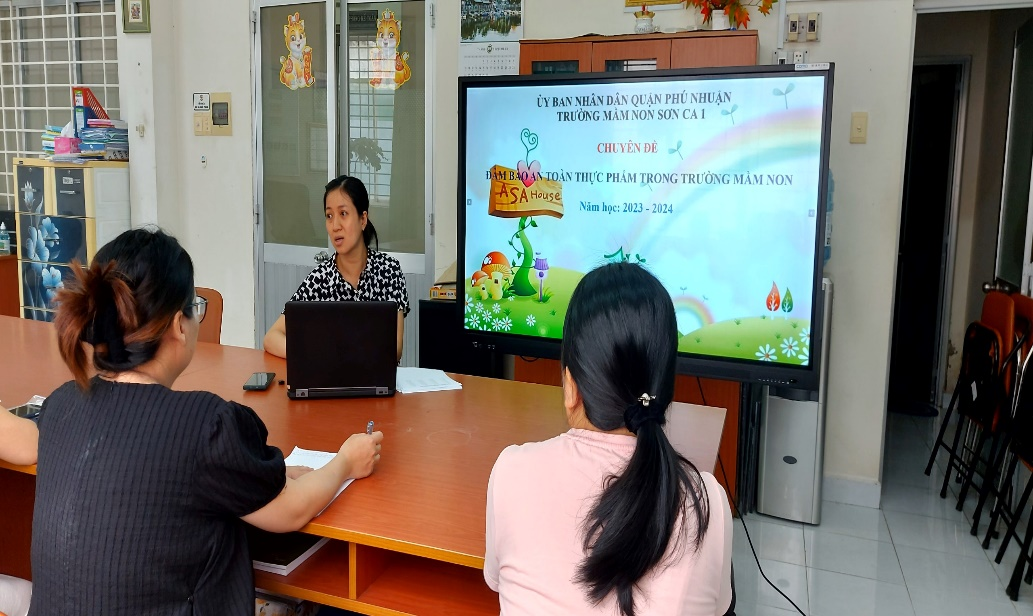 ỦY BAN NHÂN DÂN QUẬN PHÚ NHUẬN
TRƯỜNG MẦM NON SƠN CA 1
CHUYÊN ĐỀ
ĐẢM BẢO AN TOÀN THỰC PHẨM TRONG TRƯỜNG MẦM NON
ASA House
Năm học: 2023 - 2024